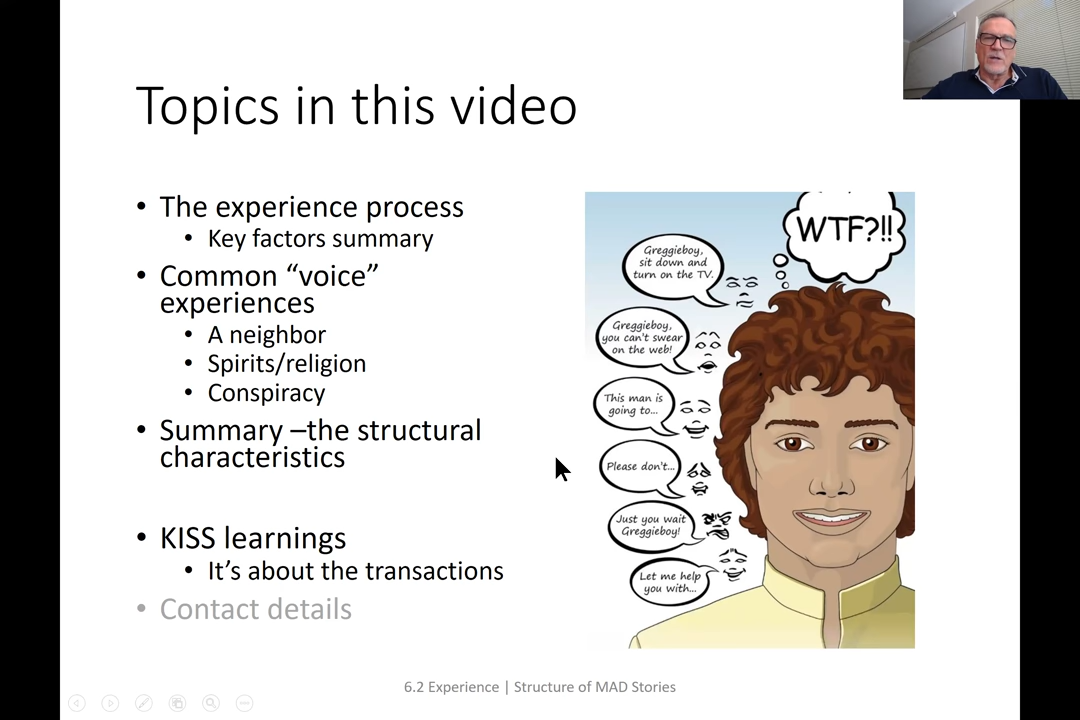 Topics in this video
• The experience process
• Key factors summary
• Common “voice”
experiences
• A neighbor
• Spirits/religion
• Conspiracy
• Summary –the structural
characteristics
• KISS learnings
• It’s about the transactions
• Contact details
WTF?!!
Greggieboy,
sit down and
turn on the TV.
Greggieboy,
you can't swear
on the web!
This man is
going to...
Please don't...
Just you wait
Greggieboy!
Let me help
you with...
6.2 Experience | Structure of MAD Stories